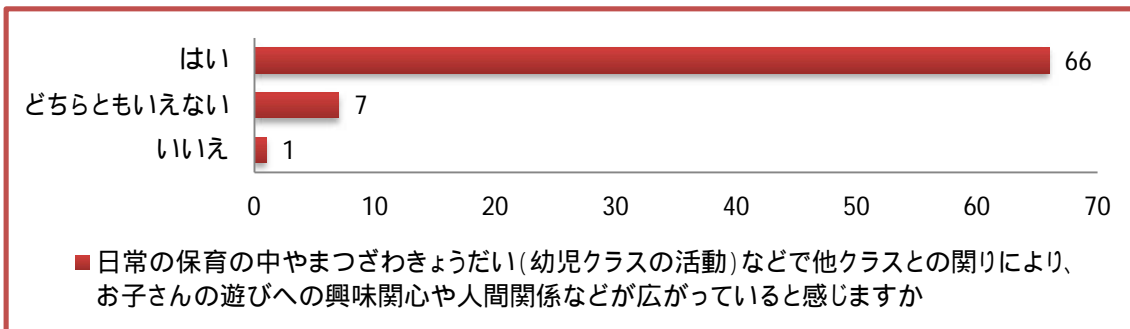 はい 66
どちらともいえない 7
いいえ 1
0 10 20 30 40 50 60 70
日常の保育の中やまつざわきょうだい(幼児クラスの活動)などで他クラスとの関りにより、
お子さんの遊びへの興味関心や人間関係などが広がっていると感じますか